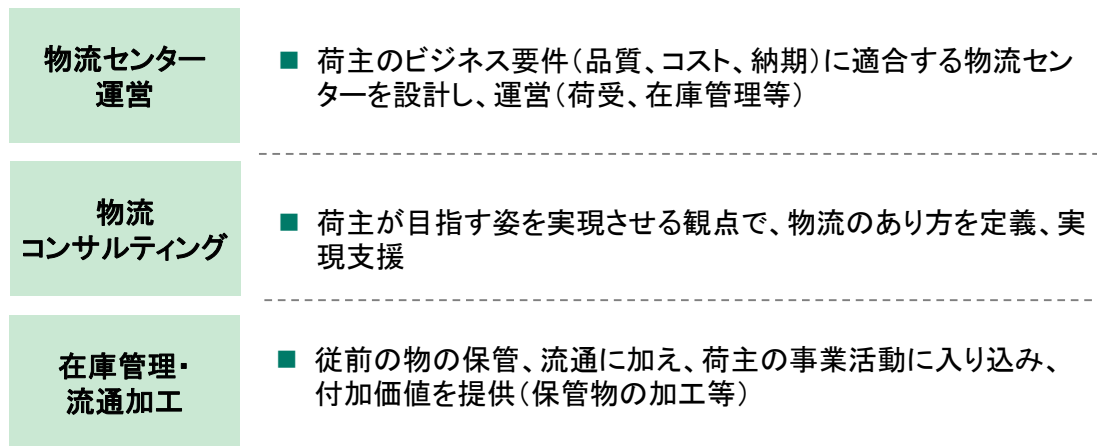 物流センター
運営
■ 荷主のビジネス要件(品質、コスト、納期)に適合する物流セン
ターを設計し、運営(荷受、在庫管理等)
物流
コンサルティング
■ 荷主が目指す姿を実現させる観点で、物流のあり方を定義、実
現支援
在庫管理・
流通加工
■ 従前の物の保管、流通に加え、荷主の事業活動に入り込み、
付加価値を提供(保管物の加工等)